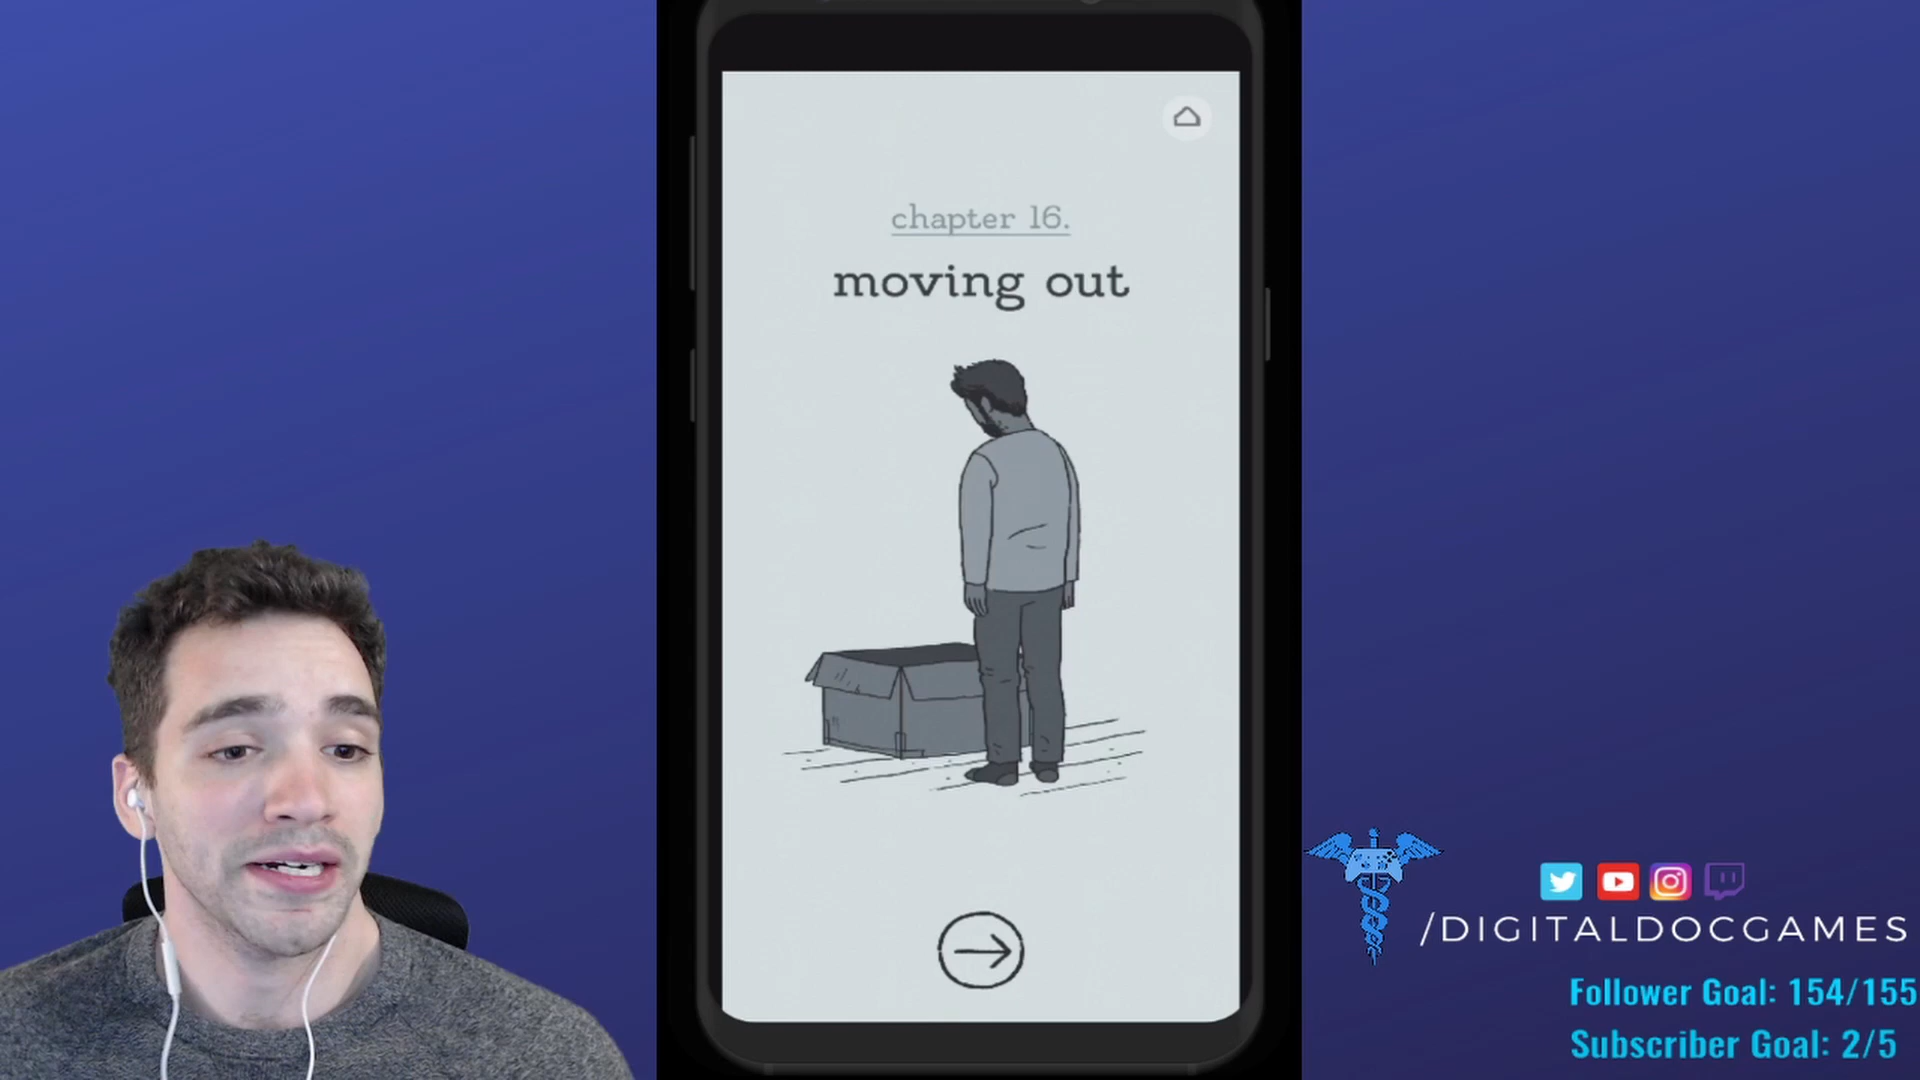 chapter 16.
moving out
/DIGITALDOCGAMES
Follower Goal: 154/155
Subscriber Goal: 2/5